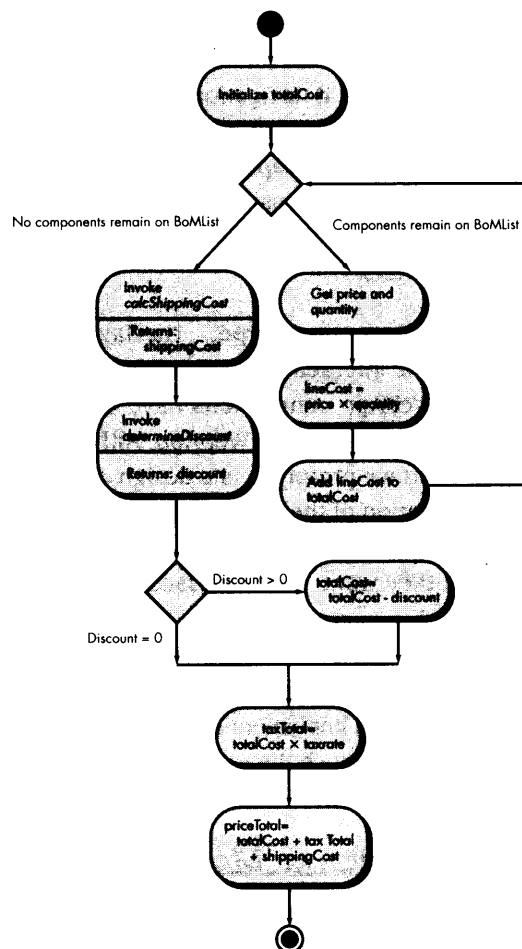 Initialize totalCost
No components remain on BoMList
Components remain on BoMList
Invoke
calcShippingCost
Returns:
shippingCost
Get price and
quantity
lineCost =
price × quantity
Invoke
determineDiscount
Returns: discount
Add lineCost to
totalCost
Discount > 0
totalCost=
totalCost - discount
Discount = 0
taxTotal=
totalCost × taxrate
priceTotal=
totalCost + tax Total
+ shippingCost